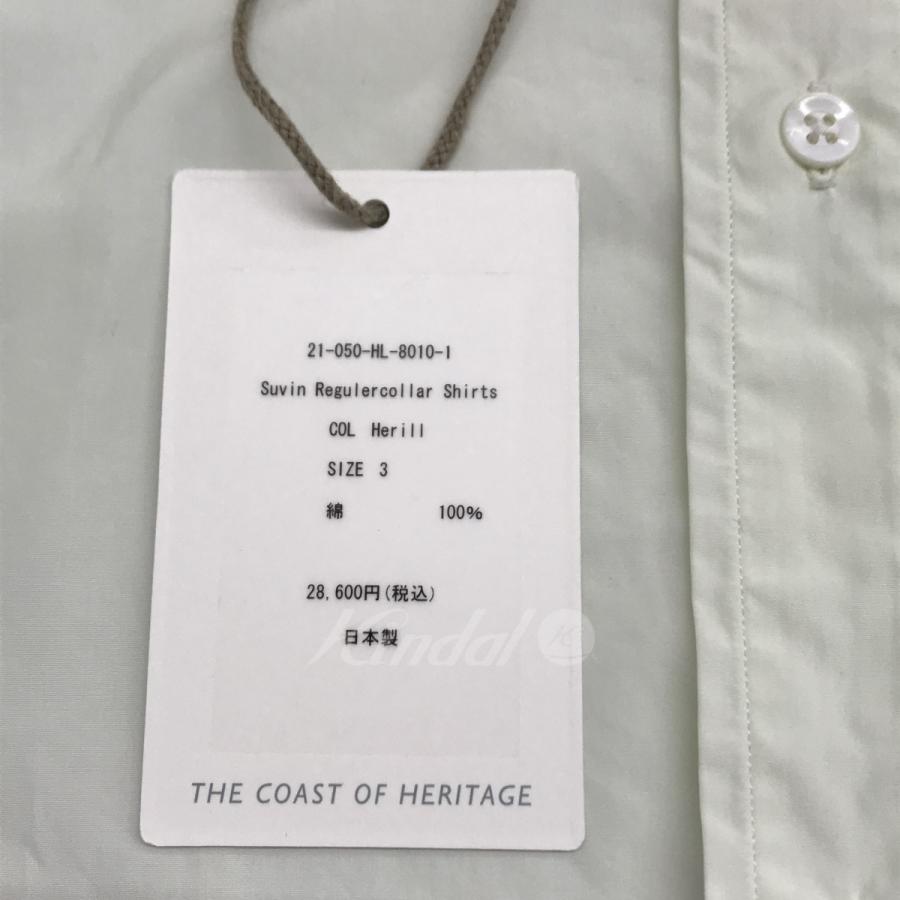 21-050-HL-8010-1
Suvin Regulercollar Shirts
COL Herill
SIZE 3
綿 100%
28,600円(税込)
日本製
Kindal
THE COAST OF HERITAGE